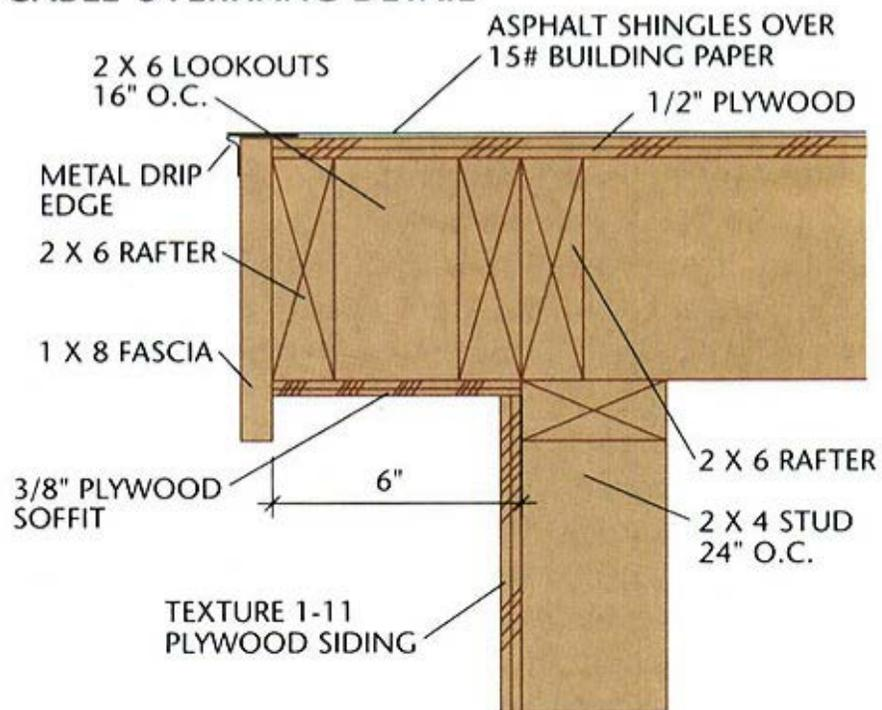 ASPHALT SHINGLES OVER
15# BUILDING PAPER
2 X 6 LOOKOUTS
16" O.C.
1/2" PLYWOOD
METAL DRIP
EDGE
2 X 6 RAFTER
1 X 8 FASCIA
3/8" PLYWOOD
SOFFIT
6"
2 X 6 RAFTER
2 X 4 STUD
24" O.C.
TEXTURE 1-11
PLYWOOD SIDING